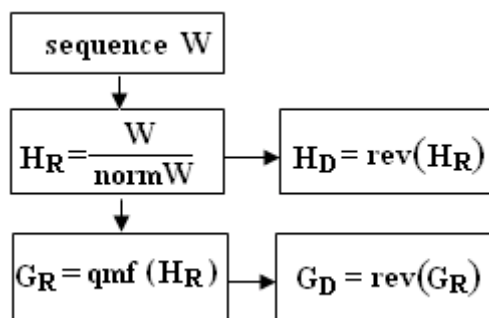 sequence W
H_R = W / normW
H_D = rev(H_R)
G_R = qmf (H_R)
G_D = rev(G_R)